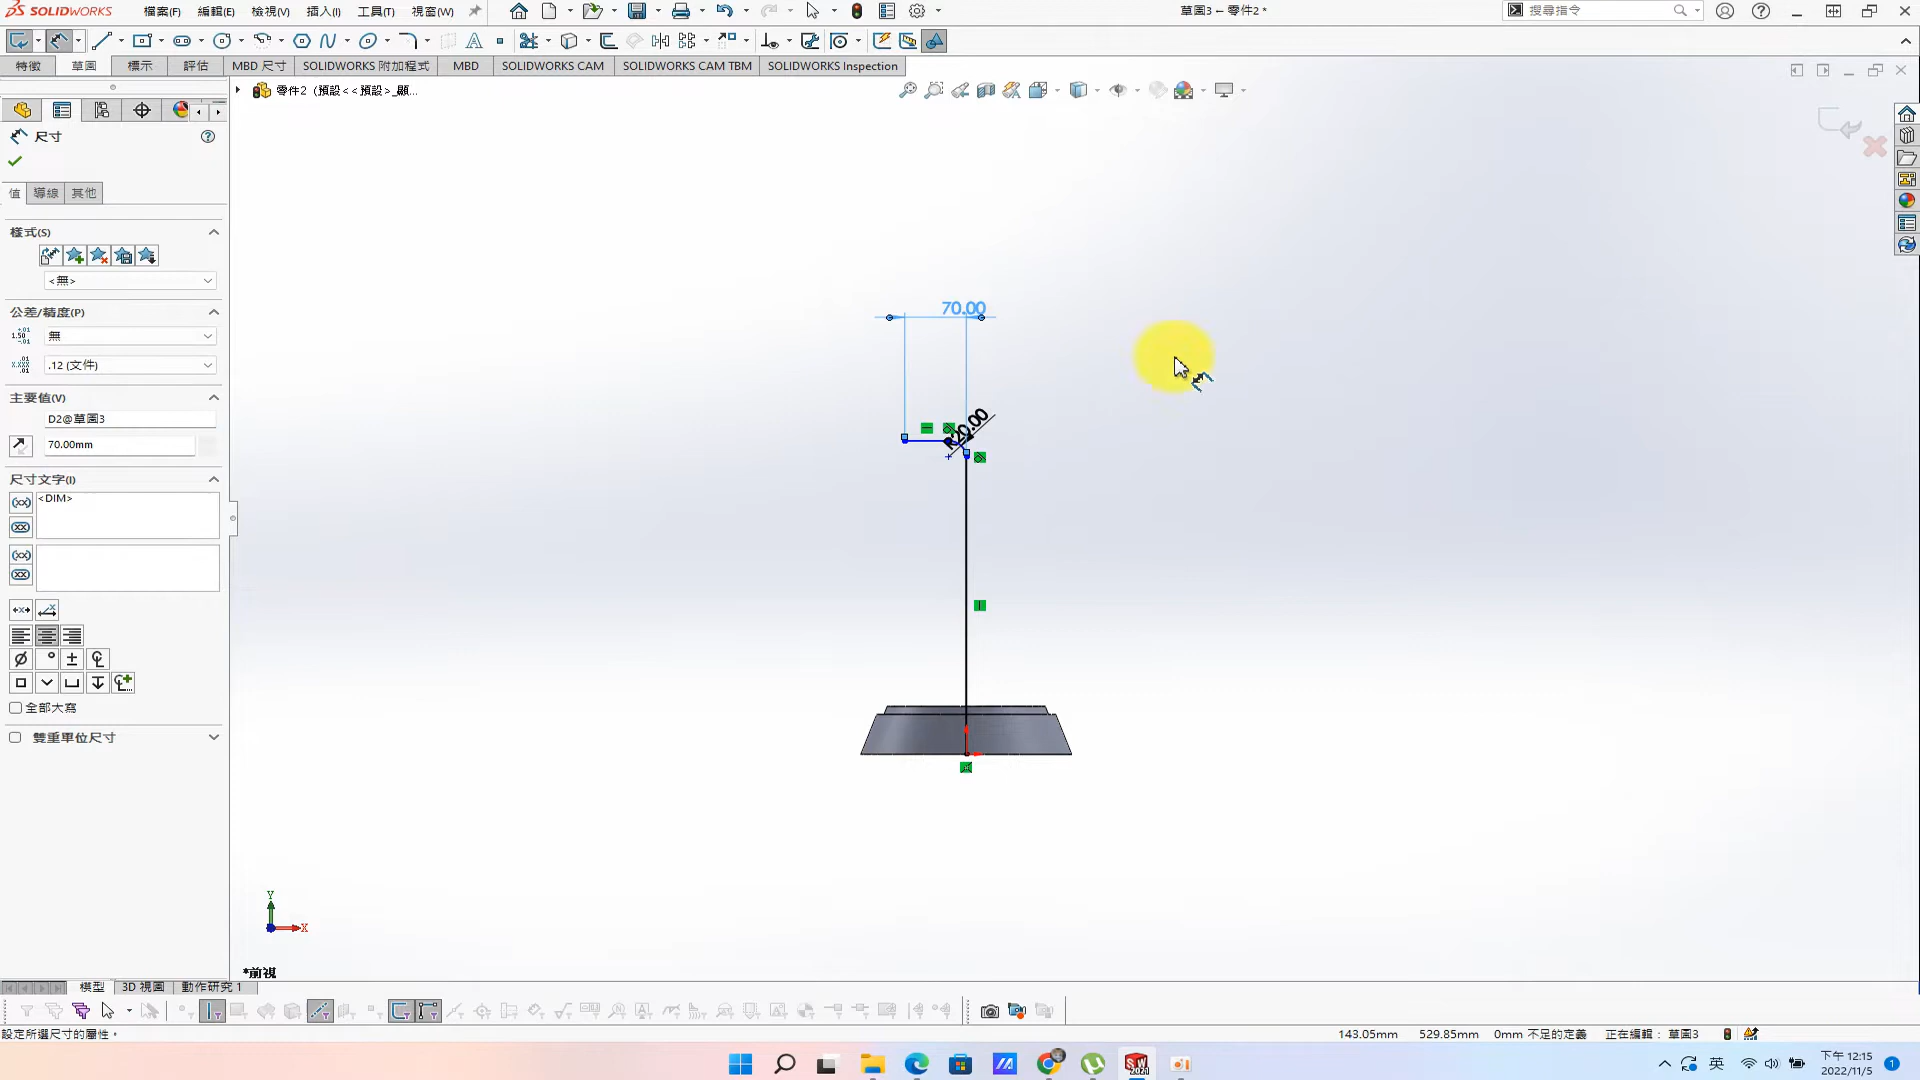 SOLIDWORKS
檔案(F)
編輯(E)
檢視(V)
插入(I)
工具(T)
視窗(W)
草圖3 – 零件2 *
搜尋指令
特徵
草圖
標示
評估
MBD 尺寸
SOLIDWORKS 附加程式
MBD
SOLIDWORKS CAM
SOLIDWORKS CAM TBM
SOLIDWORKS Inspection
零件2 (預設<<預設>_顯...
尺寸
值
導線
其他
樣式(S)
<無>
公差/精度(P)
無
.12 (文件)
主要值(V)
D2@草圖3
70.00mm
尺寸文字(I)
<DIM>
全部大寫
雙重單位尺寸
70.00
R20.00
Y
X
*前視
模型
3D 視圖
動作研究 1
設定所選尺寸的屬性。
143.05mm
529.85mm
0mm 不足的定義
正在編輯： 草圖3
英
下午 12:15
2022/11/5
1